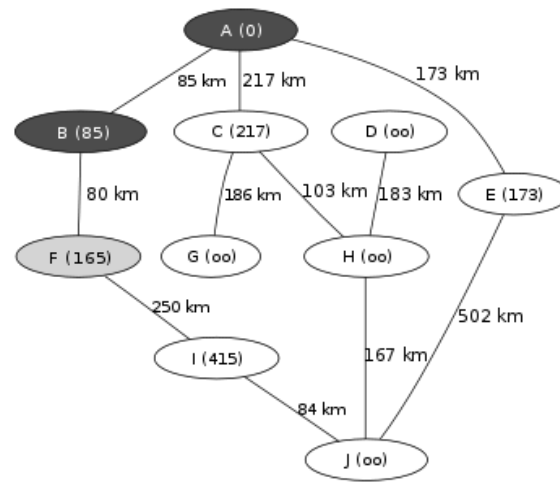 A (0)
173 km
85 km
217 km
B (85)
C (217)
D (oo)
80 km
186 km
103 km
183 km
E (173)
F (165)
G (oo)
H (oo)
250 km
502 km
I (415)
167 km
84 km
J (oo)